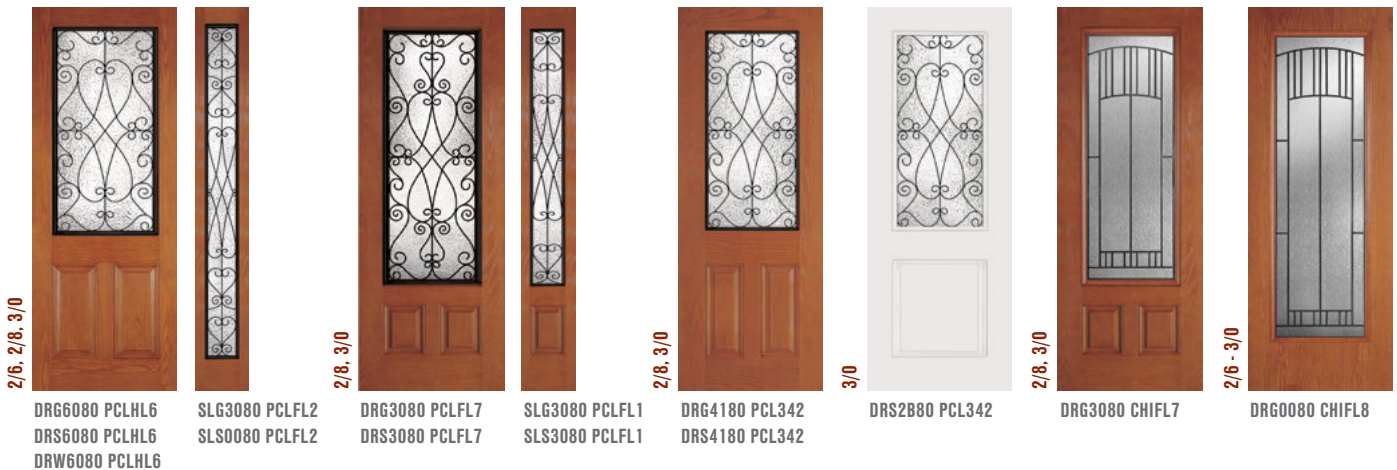 2/6, 2/8, 3/0
DRG6080 PCLHL6
DRS6080 PCLHL6
DRW6080 PCLHL6
SLG3080 PCLFL2
SLS0080 PCLFL2
2/8, 3/0
DRG3080 PCLFL7
DRS3080 PCLFL7
SLG3080 PCLFL1
SLS3080 PCLFL1
2/8, 3/0
DRG4180 PCL342
DRS4180 PCL342
3/0
DRS2B80 PCL342
2/8, 3/0
DRG3080 CHIFL7
2/6 - 3/0
DRG0080 CHIFL8